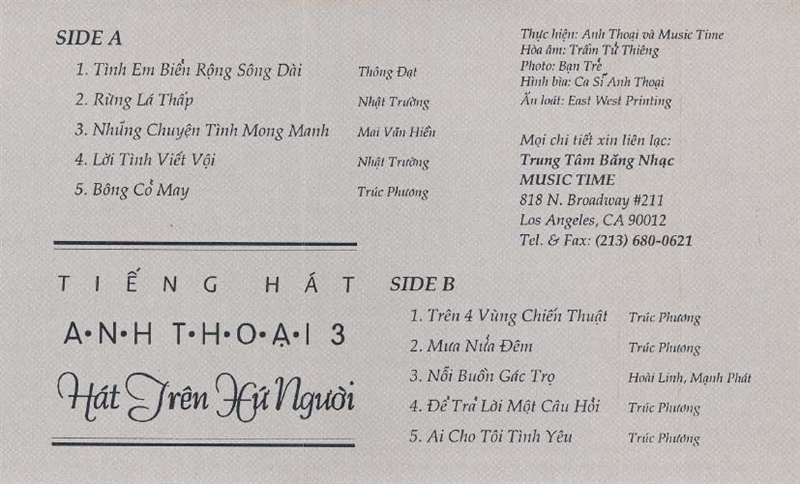 SIDE A
1. Tình Em Biển Rộng Sông Dài Thông Đạt
2. Rừng Lá Thấp Nhật Trường
3. Những Chuyện Tình Mong Manh Mai Văn Hiền
4. Lời Tình Viết Vội Nhật Trường
5. Bông Cỏ May Trúc Phương
Thực hiện: Anh Thoại và Music Time
Hòa âm: Trầm Tử Thiêng
Photo: Bạn Trẻ
Hình bìa: Ca Sĩ Anh Thoại
Ấn loát: East West Printing
Mọi chi tiết xin liên lạc:
Trung Tâm Băng Nhạc
MUSIC TIME
818 N. Broadway #211
Los Angeles, CA 90012
Tel. & Fax: (213) 680-0621
TIẾNG HÁT
A•N•H T•H•O•Ạ•I 3
Hát Trên Xứ Người
SIDE B
1. Trên 4 Vùng Chiến Thuật Trúc Phương
2. Mưa Nửa Đêm Trúc Phương
3. Nỗi Buồn Gác Trọ Hoài Linh, Mạnh Phát
4. Để Trả Lời Một Câu Hỏi Trúc Phương
5. Ai Cho Tôi Tình Yêu Trúc Phương